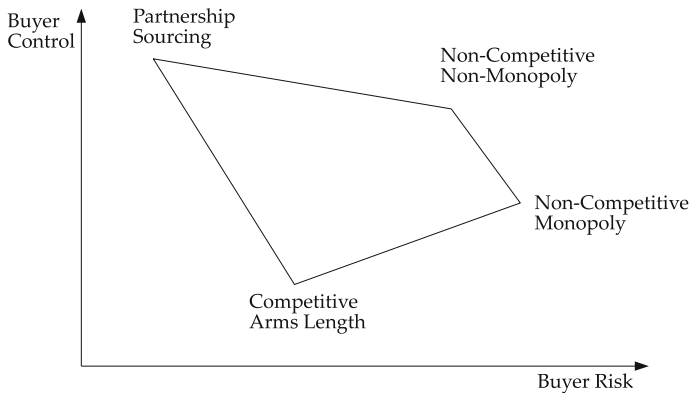 Buyer
Control
Partnership
Sourcing
Non-Competitive
Non-Monopoly
Non-Competitive
Monopoly
Competitive
Arms Length
Buyer Risk